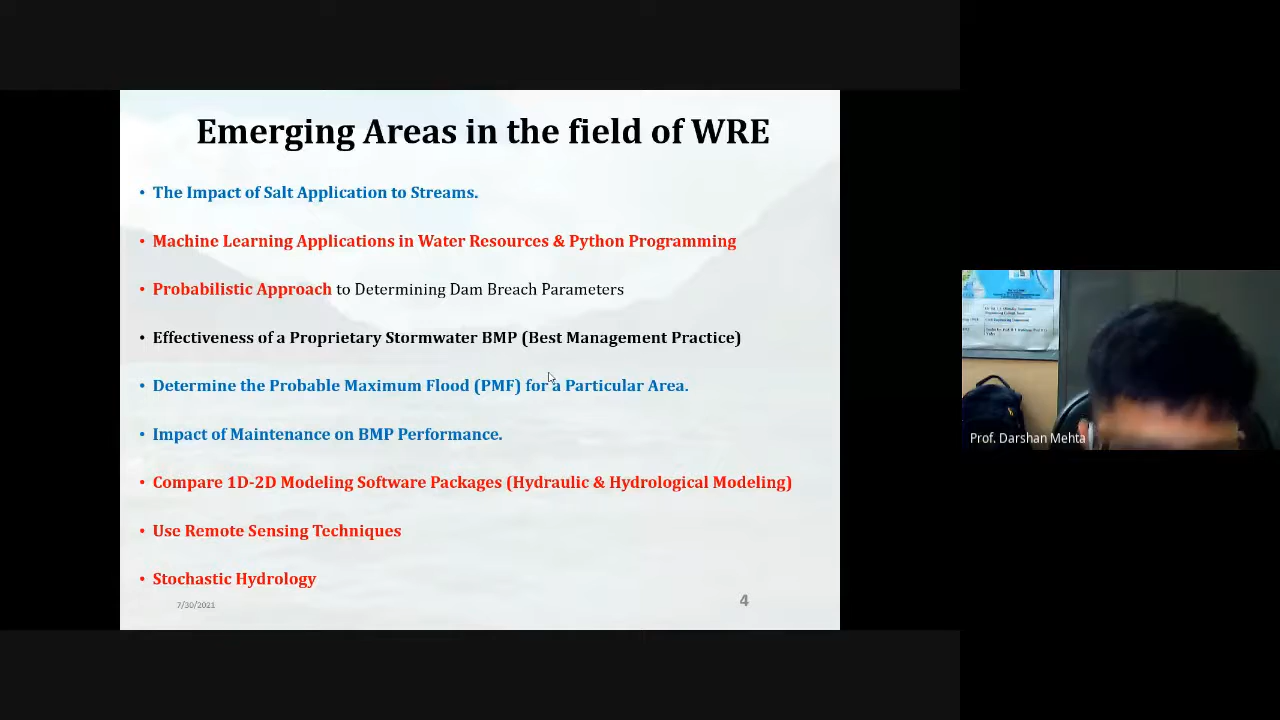 Emerging Areas in the field of WRE
• The Impact of Salt Application to Streams.
• Machine Learning Applications in Water Resources & Python Programming
• Probabilistic Approach to Determining Dam Breach Parameters
• Effectiveness of a Proprietary Stormwater BMP (Best Management Practice)
• Determine the Probable Maximum Flood (PMF) for a Particular Area.
• Impact of Maintenance on BMP Performance.
• Compare 1D-2D Modeling Software Packages (Hydraulic & Hydrological Modeling)
• Use Remote Sensing Techniques
• Stochastic Hydrology
7/30/2021
4
Prof. Darshan Mehta